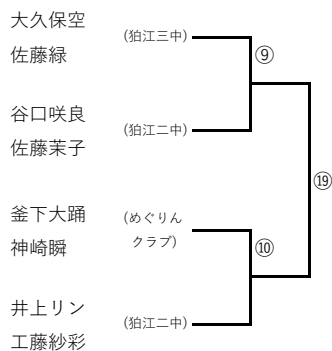 大久保空
佐藤緑
(狛江三中)
⑨
谷口咲良
佐藤茉子
(狛江二中)
⑲
釜下大踊
神崎瞬
(めぐりん
クラブ)
⑩
井上リン
工藤紗彩
(狛江二中)